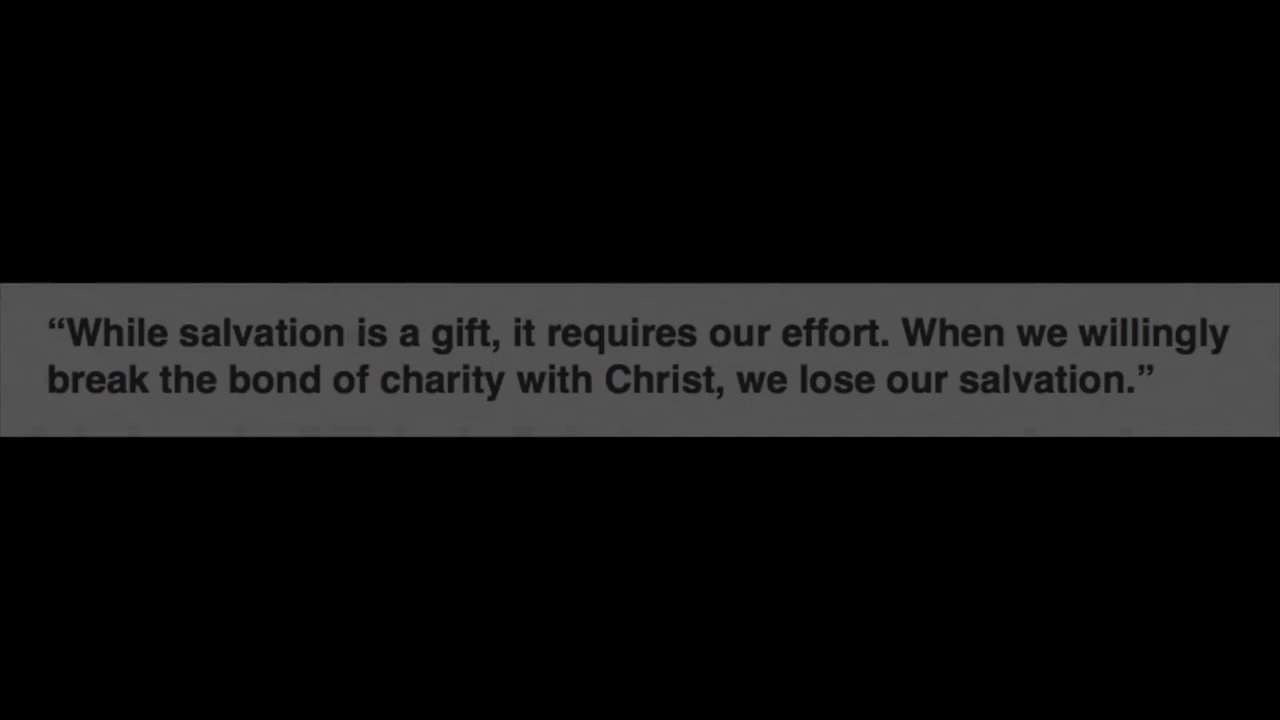 “While salvation is a gift, it requires our effort. When we willingly
break the bond of charity with Christ, we lose our salvation.”